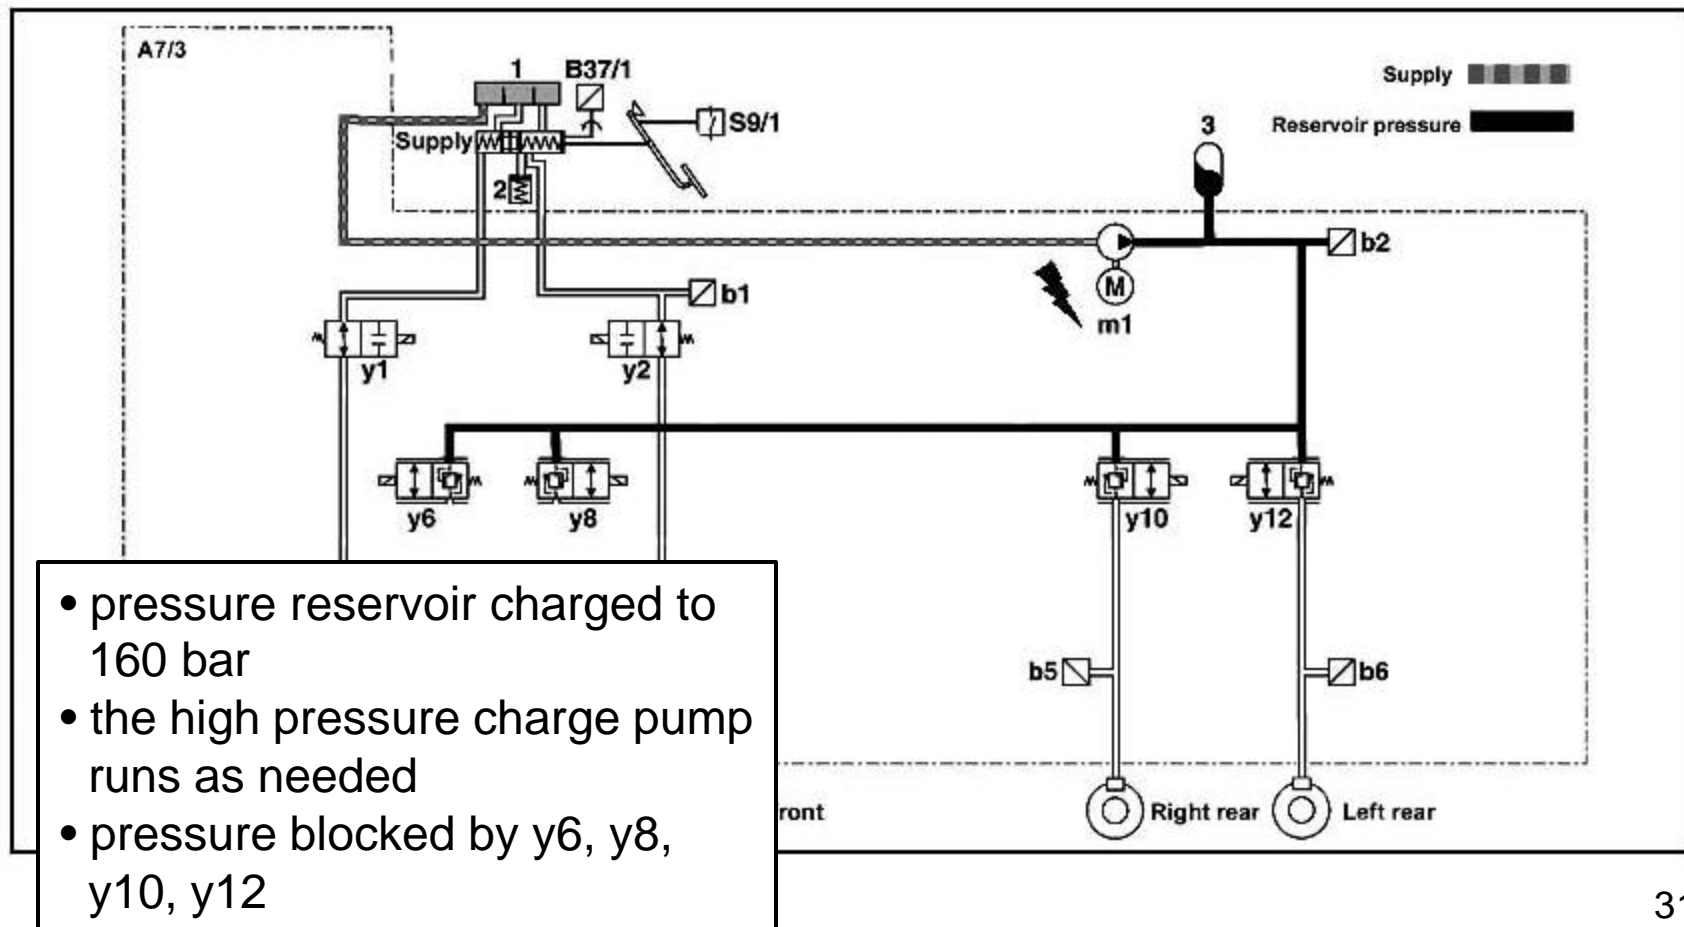 A7/3
1 B37/1
Supply
S9/1
3
Reservoir pressure
Supply
2
b2
b1
M
m1
y1 y2
y6 y8 y10 y12
• pressure reservoir charged to
160 bar
• the high pressure charge pump
runs as needed
• pressure blocked by y6, y8,
y10, y12
b5 b6
ront Right rear Left rear
31